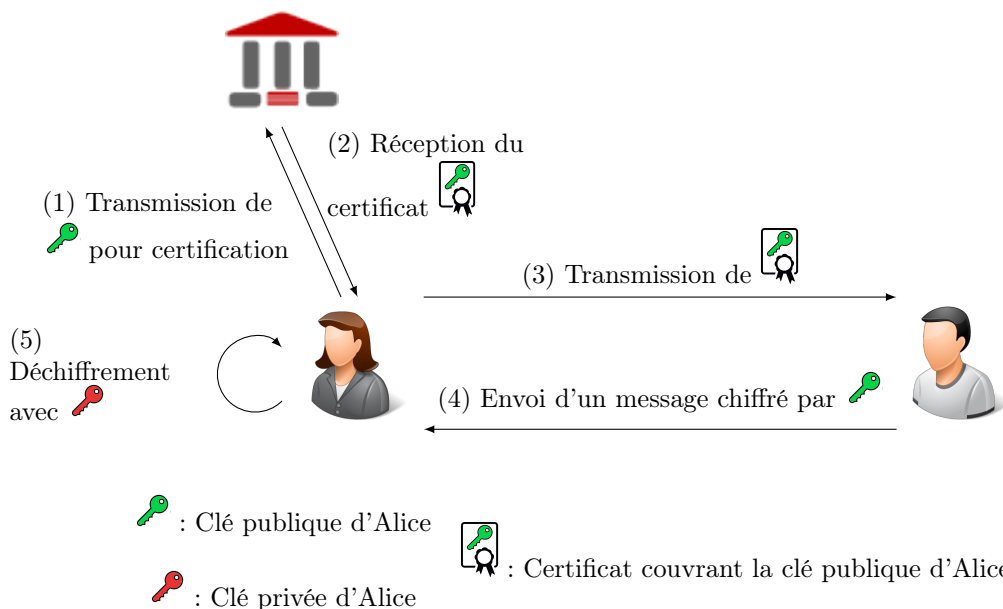 (2) Réception du
certificat
(1) Transmission de
pour certification
(3) Transmission de
(5)
Déchiffrement
avec
(4) Envoi d'un message chiffré par
: Clé publique d'Alice
: Certificat couvrant la clé publique d'Alice
: Clé privée d'Alice